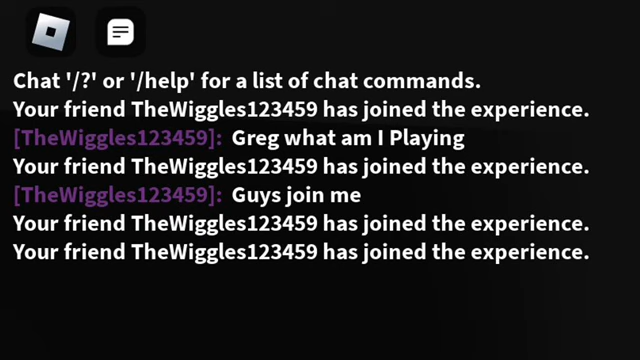 Chat '/?' or '/help' for a list of chat commands.
Your friend TheWiggles123459 has joined the experience.
[TheWiggles123459]: Greg what am I Playing
Your friend TheWiggles123459 has joined the experience.
[TheWiggles123459]: Guys join me
Your friend TheWiggles123459 has joined the experience.
Your friend TheWiggles123459 has joined the experience.